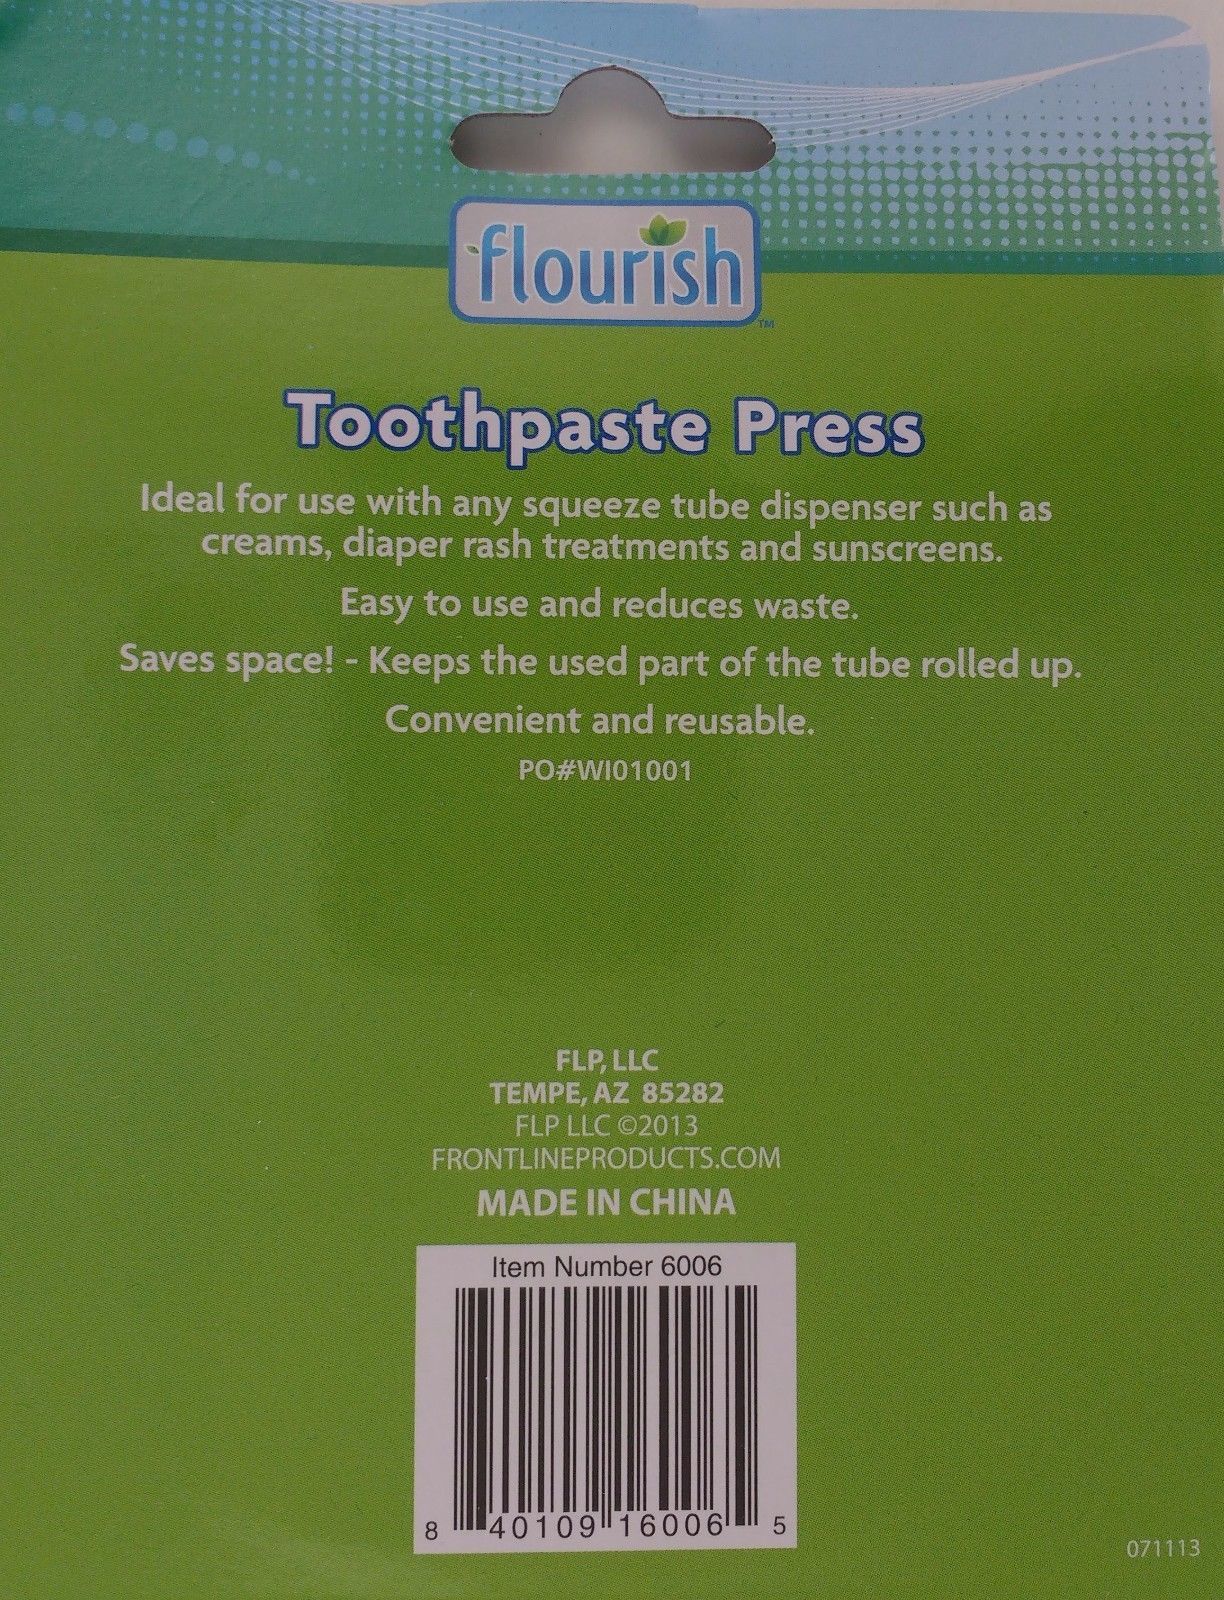 flourish™
Toothpaste Press
Ideal for use with any squeeze tube dispenser such as
creams, diaper rash treatments and sunscreens.
Easy to use and reduces waste.
Saves space! - Keeps the used part of the tube rolled up.
Convenient and reusable.
PO#WI01001
FLP, LLC
TEMPE, AZ 85282
FLP LLC ©2013
FRONTLINEPRODUCTS.COM
MADE IN CHINA
Item Number 6006
8 40109 16006 5
071113